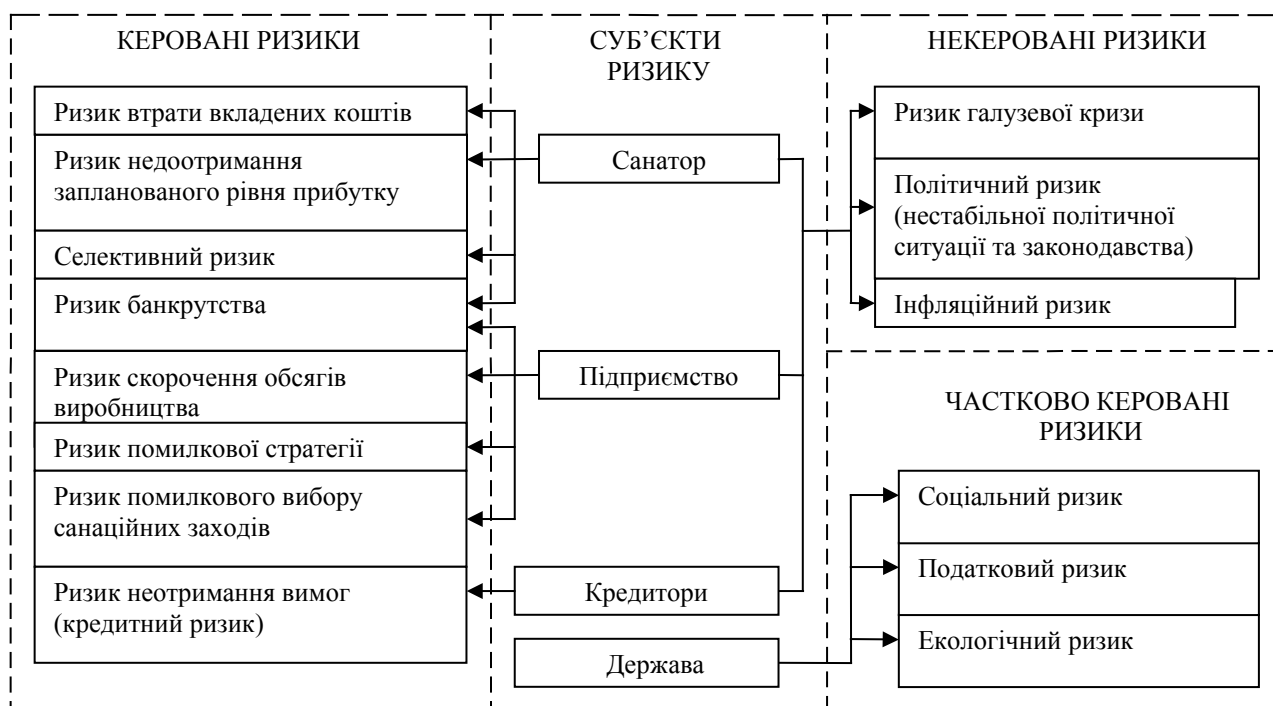 КЕРОВАНІ РИЗИКИ
Ризик втрати вкладених коштів
Ризик недоотримання
запланованого рівня прибутку
Селективний ризик
Ризик банкрутства
Ризик скорочення обсягів
виробництва
Ризик помилкової стратегії
Ризик помилкового вибору
санаційних заходів
Ризик неотримання вимог
(кредитний ризик)
СУБ’ЄКТИ
РИЗИКУ
Санатор
Підприємство
Кредитори
Держава
НЕКЕРОВАНІ РИЗИКИ
Ризик галузевої кризи
Політичний ризик
(нестабільної політичної
ситуації та законодавства)
Інфляційний ризик
ЧАСТКОВО КЕРОВАНІ
РИЗИКИ
Соціальний ризик
Податковий ризик
Екологічний ризик